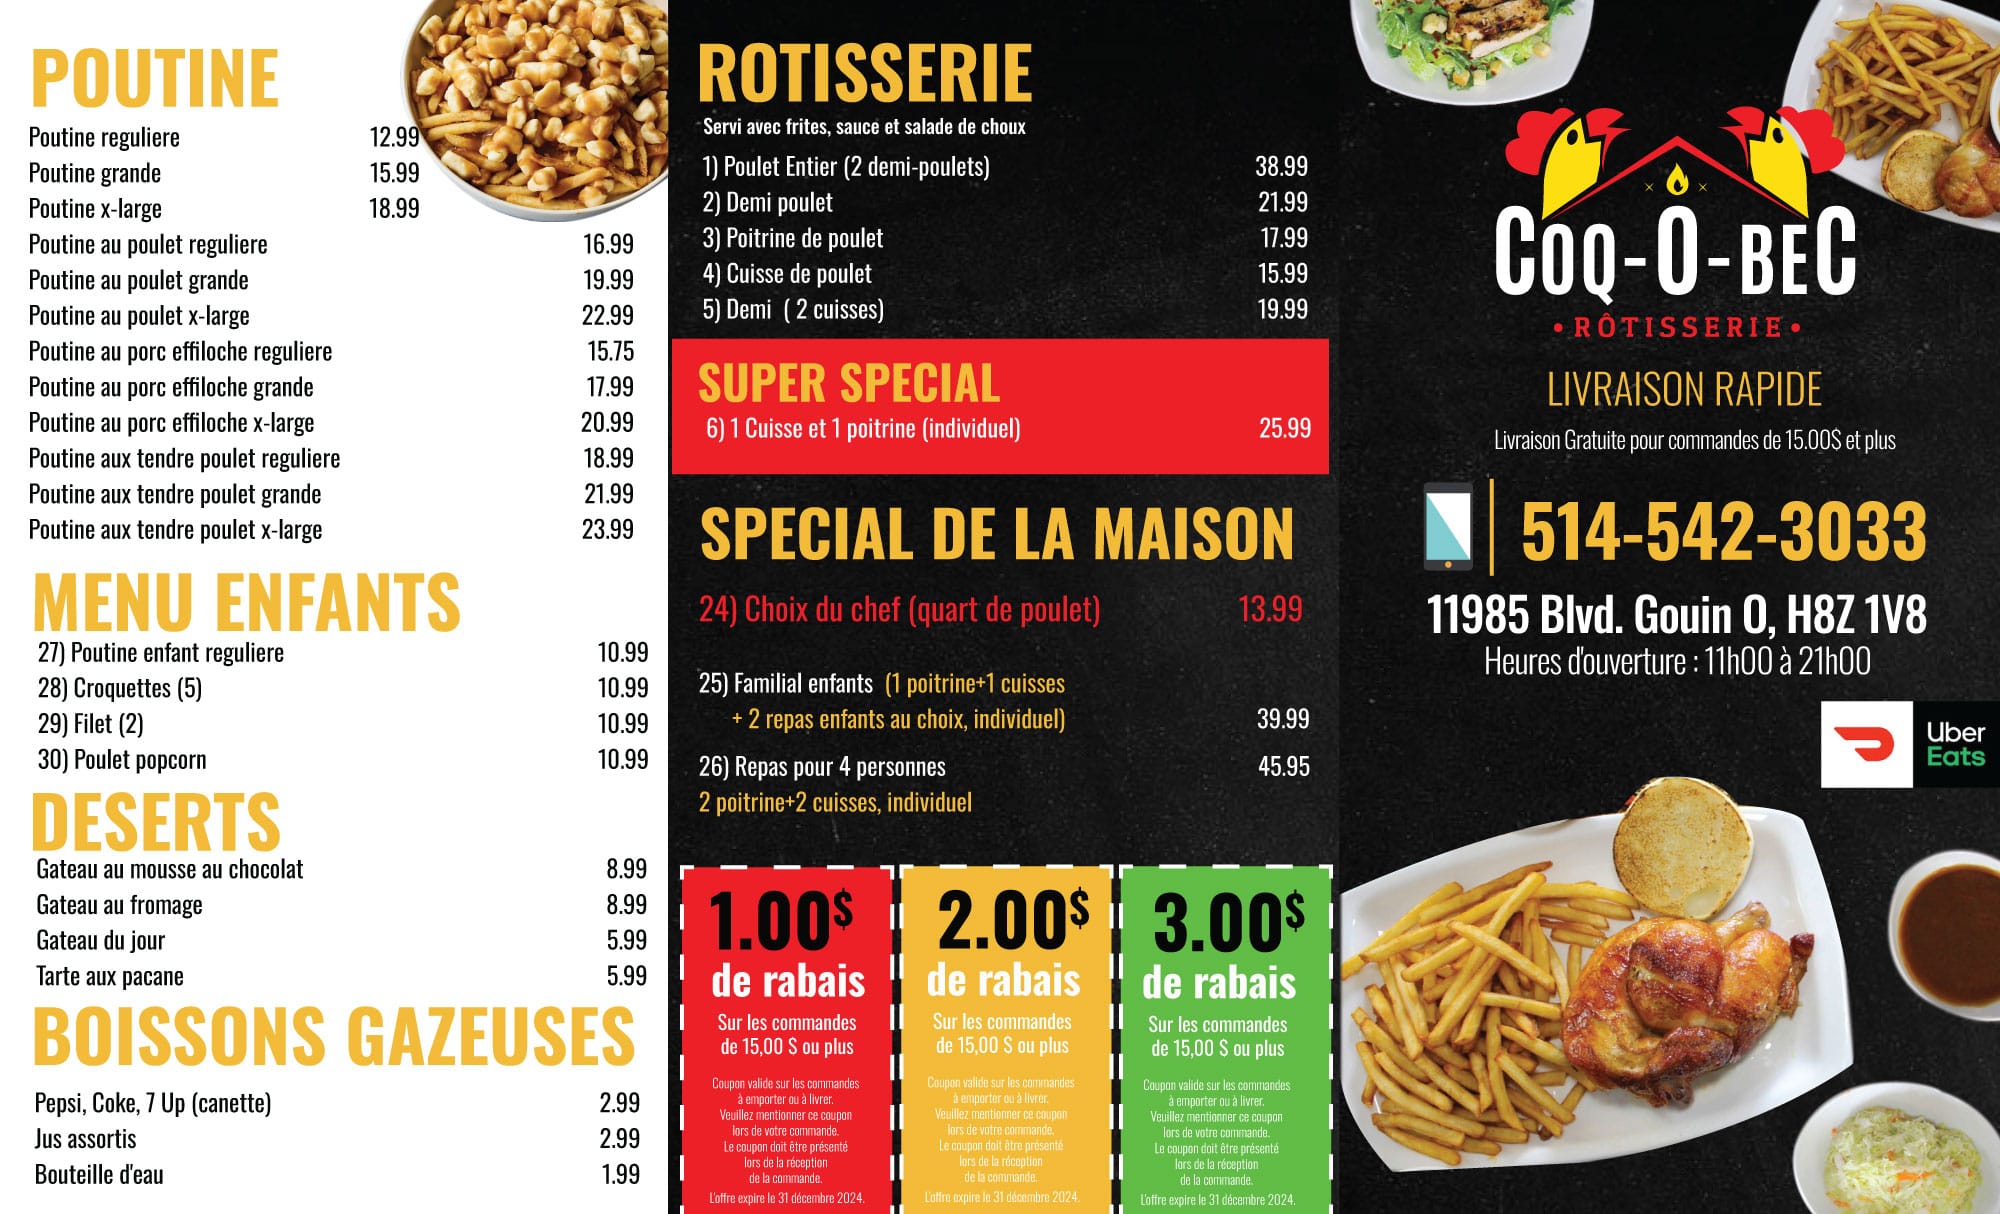 POUTINE
Poutine reguliere 12.99
Poutine grande 15.99
Poutine x-large 18.99
Poutine au poulet reguliere 16.99
Poutine au poulet grande 19.99
Poutine au poulet x-large 22.99
Poutine au porc effiloche reguliere 15.75
Poutine au porc effiloche grande 17.99
Poutine au porc effiloche x-large 20.99
Poutine aux tendre poulet reguliere 18.99
Poutine aux tendre poulet grande 21.99
Poutine aux tendre poulet x-large 23.99
MENU ENFANTS
27) Poutine enfant reguliere 10.99
28) Croquettes (5) 10.99
29) Filet (2) 10.99
30) Poulet popcorn 10.99
DESERTS
Gateau au mousse au chocolat 8.99
Gateau au fromage 8.99
Gateau du jour 5.99
Tarte aux pacane 5.99
BOISSONS GAZEUSES
Pepsi, Coke, 7 Up (canette) 2.99
Jus assortis 2.99
Bouteille d'eau 1.99
ROTISSERIE
Servi avec frites, sauce et salade de choux
1) Poulet Entier (2 demi-poulets) 38.99
2) Demi poulet 21.99
3) Poitrine de poulet 17.99
4) Cuisse de poulet 15.99
5) Demi ( 2 cuisses) 19.99
SUPER SPECIAL
6) 1 Cuisse et 1 poitrine (individuel) 25.99
SPECIAL DE LA MAISON
24) Choix du chef (quart de poulet) 13.99
25) Familial enfants (1 poitrine+1 cuisses
+ 2 repas enfants au choix, individuel) 39.99
26) Repas pour 4 personnes 45.95
2 poitrine+2 cuisses, individuel
1.00$
de rabais
Sur les commandes
de 15,00 $ ou plus
Coupon valide sur les commandes
à emporter ou à livrer.
Veuillez mentionner ce coupon
lors de votre commande.
Le coupon doit être présenté
lors de la réception
de la commande.
L'offre expire le 31 décembre 2024.
2.00$
de rabais
Sur les commandes
de 15,00 $ ou plus
Coupon valide sur les commandes
à emporter ou à livrer.
Veuillez mentionner ce coupon
lors de votre commande.
Le coupon doit être présenté
lors de la réception
de la commande.
L'offre expire le 31 décembre 2024.
3.00$
de rabais
Sur les commandes
de 15,00 $ ou plus
Coupon valide sur les commandes
à emporter ou à livrer.
Veuillez mentionner ce coupon
lors de votre commande.
Le coupon doit être présenté
lors de la réception
de la commande.
L'offre expire le 31 décembre 2024.
COQ-O-BEC
• RÔTISSERIE •
LIVRAISON RAPIDE
Livraison Gratuite pour commandes de 15.00$ et plus
514-542-3033
11985 Blvd. Gouin O, H8Z 1V8
Heures d'ouverture : 11h00 à 21h00
Uber
Eats